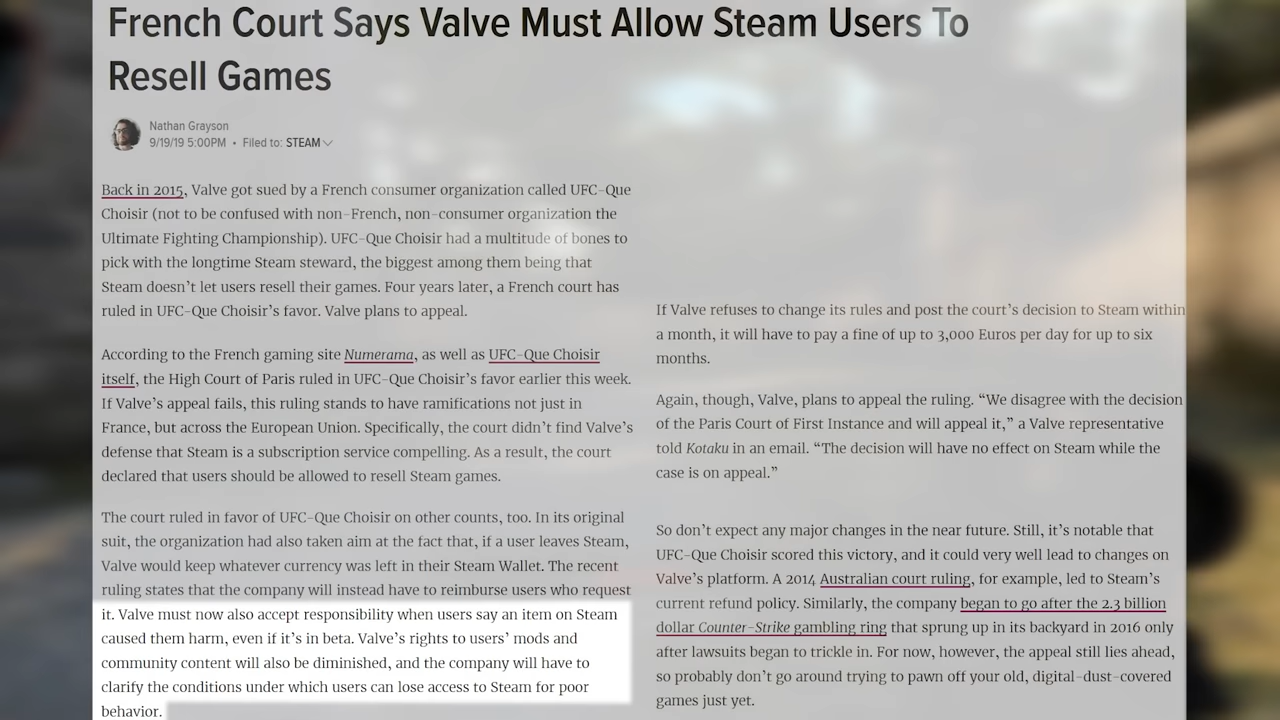 French Court Says Valve Must Allow Steam Users To
Resell Games
Nathan Grayson
9/19/19 5:00PM • Filed to: STEAM
Back in 2015, Valve got sued by a French consumer organization called UFC-Que
Choisir (not to be confused with non-French, non-consumer organization the
Ultimate Fighting Championship). UFC-Que Choisir had a multitude of bones to
pick with the longtime Steam steward, the biggest among them being that
Steam doesn't let users resell their games. Four years later, a French court has
ruled in UFC-Que Choisir's favor. Valve plans to appeal.
According to the French gaming site Numerama, as well as UFC-Que Choisir
itself, the High Court of Paris ruled in UFC-Que Choisir's favor earlier this week.
If Valve's appeal fails, this ruling stands to have ramifications not just in
France, but across the European Union. Specifically, the court didn't find Valve's
defense that Steam is a subscription service compelling. As a result, the court
declared that users should be allowed to resell Steam games.
The court ruled in favor of UFC-Que Choisir on other counts, too. In its original
suit, the organization had also taken aim at the fact that, if a user leaves Steam,
Valve would keep whatever currency was left in their Steam Wallet. The recent
ruling states that the company will instead have to reimburse users who request
it. Valve must now also accept responsibility when users say an item on Steam
caused them harm, even if it's in beta. Valve's rights to users' mods and
community content will also be diminished, and the company will have to
clarify the conditions under which users can lose access to Steam for poor
behavior.
If Valve refuses to change its rules and post the court's decision to Steam within
a month, it will have to pay a fine of up to 3,000 Euros per day for up to six
months.
Again, though, Valve, plans to appeal the ruling. “We disagree with the decision
of the Paris Court of First Instance and will appeal it,” a Valve representative
told Kotaku in an email. “The decision will have no effect on Steam while the
case is on appeal.”
So don't expect any major changes in the near future. Still, it's notable that
UFC-Que Choisir scored this victory, and it could very well lead to changes on
Valve's platform. A 2014 Australian court ruling, for example, led to Steam's
current refund policy. Similarly, the company began to go after the 2.3 billion
dollar Counter-Strike gambling ring that sprung up in its backyard in 2016 only
after lawsuits began to trickle in. For now, however, the appeal still lies ahead,
so probably don't go around trying to pawn off your old, digital-dust-covered
games just yet.